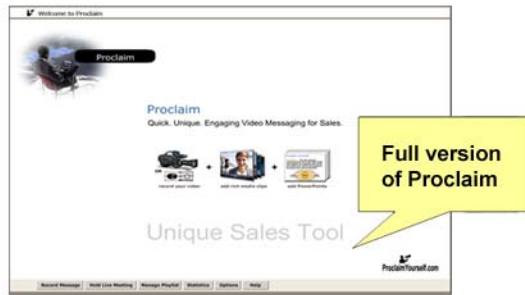 Welcome to Proclaim
Proclaim
Proclaim
Quick. Unique. Engaging Video Messaging for Sales.
record your video
add rich media clips
add PowerPoints
Unique Sales Tool
ProclaimYourself.com
Record Message Hold Live Meeting Manage Playlist Statistics Options Help
Full version
of Proclaim